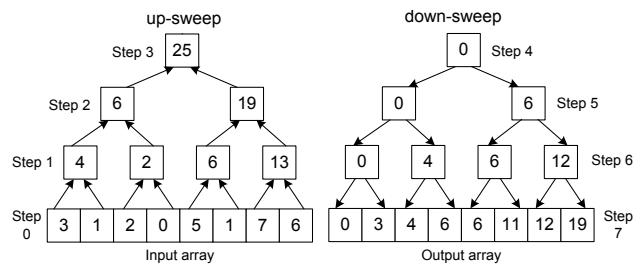 up-sweep
Step 3
25
Step 2
6
19
Step 1
4
2
6
13
Step
0
3 1 2 0 5 1 7 6
Input array
down-sweep
0
Step 4
0
6
Step 5
0
4
6
12
Step 6
0 3 4 6 6 11 12 19
Step
7
Output array